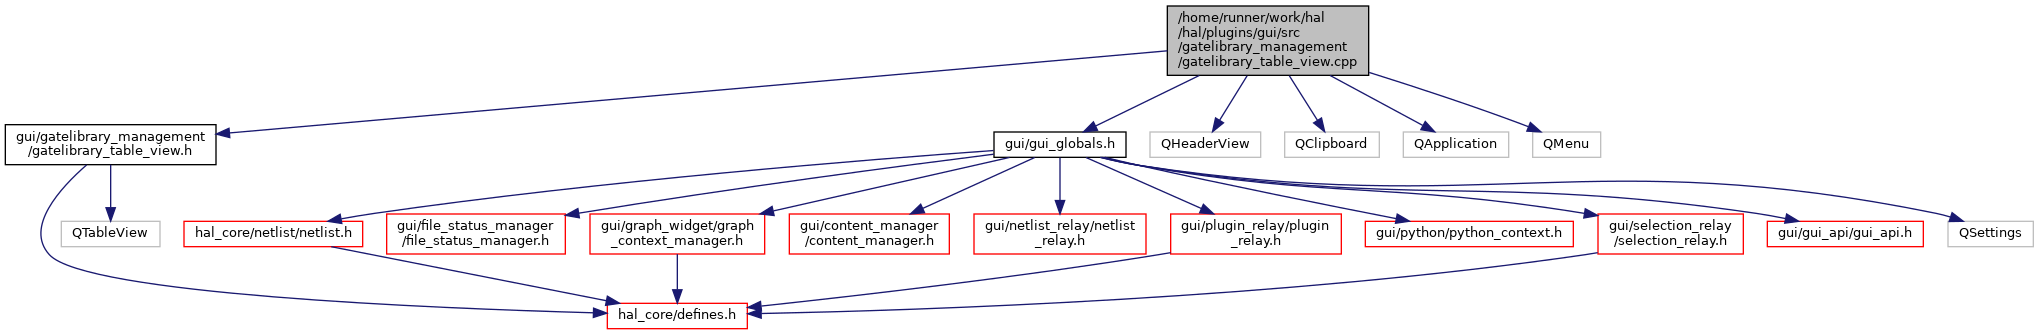 /home/runner/work/hal
/hal/plugins/gui/src
/gatelibrary_management
/gatelibrary_table_view.cpp
gui/gatelibrary_management
/gatelibrary_table_view.h
gui/gui_globals.h
QHeaderView
QClipboard
QApplication
QMenu
QTableView
hal_core/netlist/netlist.h
gui/file_status_manager
/file_status_manager.h
gui/graph_widget/graph
_context_manager.h
gui/content_manager
/content_manager.h
gui/netlist_relay/netlist
_relay.h
gui/plugin_relay/plugin
_relay.h
gui/python/python_context.h
gui/selection_relay
/selection_relay.h
gui/gui_api/gui_api.h
QSettings
hal_core/defines.h